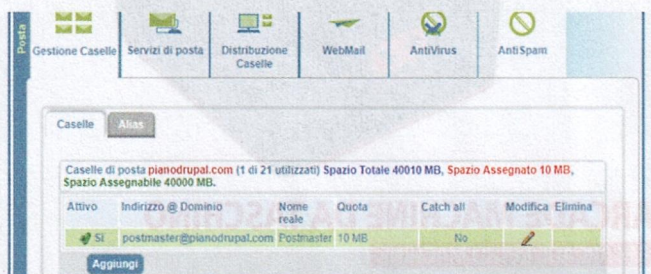 Posta
Gestione Caselle
Servizi di posta
Distribuzione
Caselle
WebMail
AntiVirus
AntiSpam
Caselle
Alias
Caselle di posta pianodrupal.com (1 di 21 utilizzati) Spazio Totale 40010 MB, Spazio Assegnato 10 MB,
Spazio Assegnabile 40000 MB.
Attivo Indirizzo @ Dominio Nome reale Quota Catch all Modifica Elimina
Sì postmaster@pianodrupal.com Postmaster 10 MB No
Aggiungi